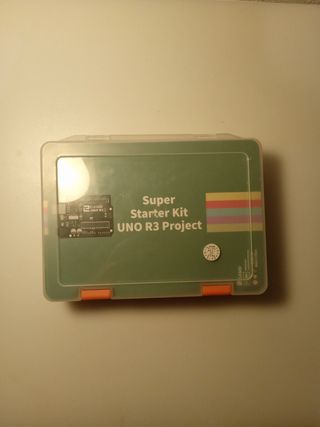 Super
Starter Kit
UNO R3 Project